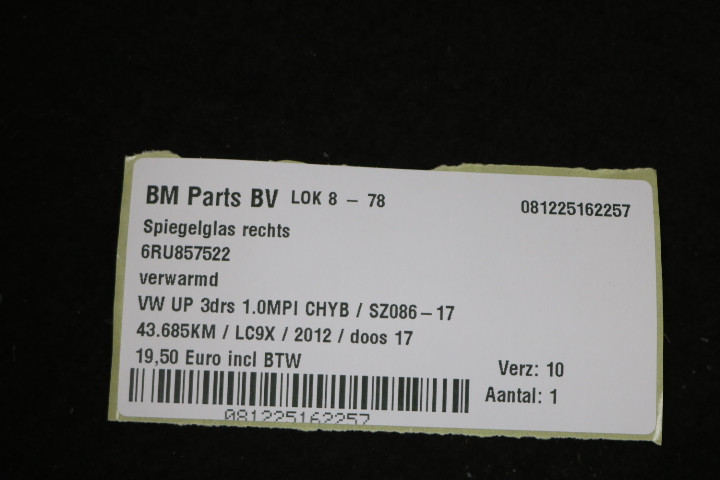 BM Parts BV LOK 8 - 78 081225162257
Spiegelglas rechts
6RU857522
verwarmd
VW UP 3drs 1.0MPI CHYB / SZ086-17
43.685KM / LC9X / 2012 / doos 17
19,50 Euro incl BTW Verz: 10
Aantal: 1
081225162257